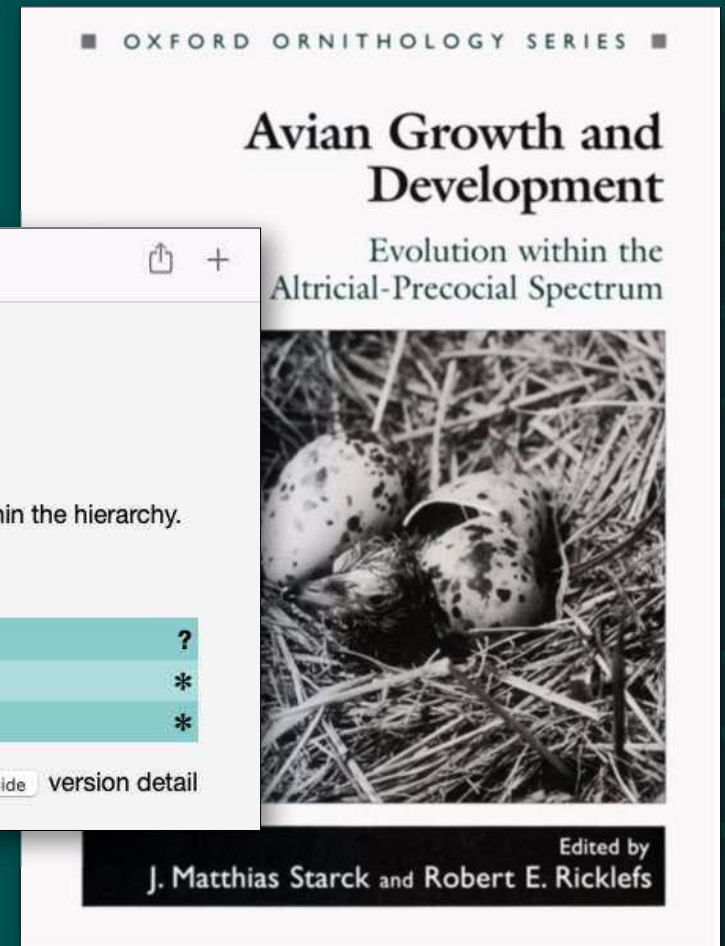 ■ OXFORD ORNITHOLOGY SERIES ■
Avian Growth and
Development
Evolution within the
Altricial-Precocial Spectrum
+
the hierarchy.
?
*
*
version detail
Edited by
J. Matthias Starck and Robert E. Ricklefs